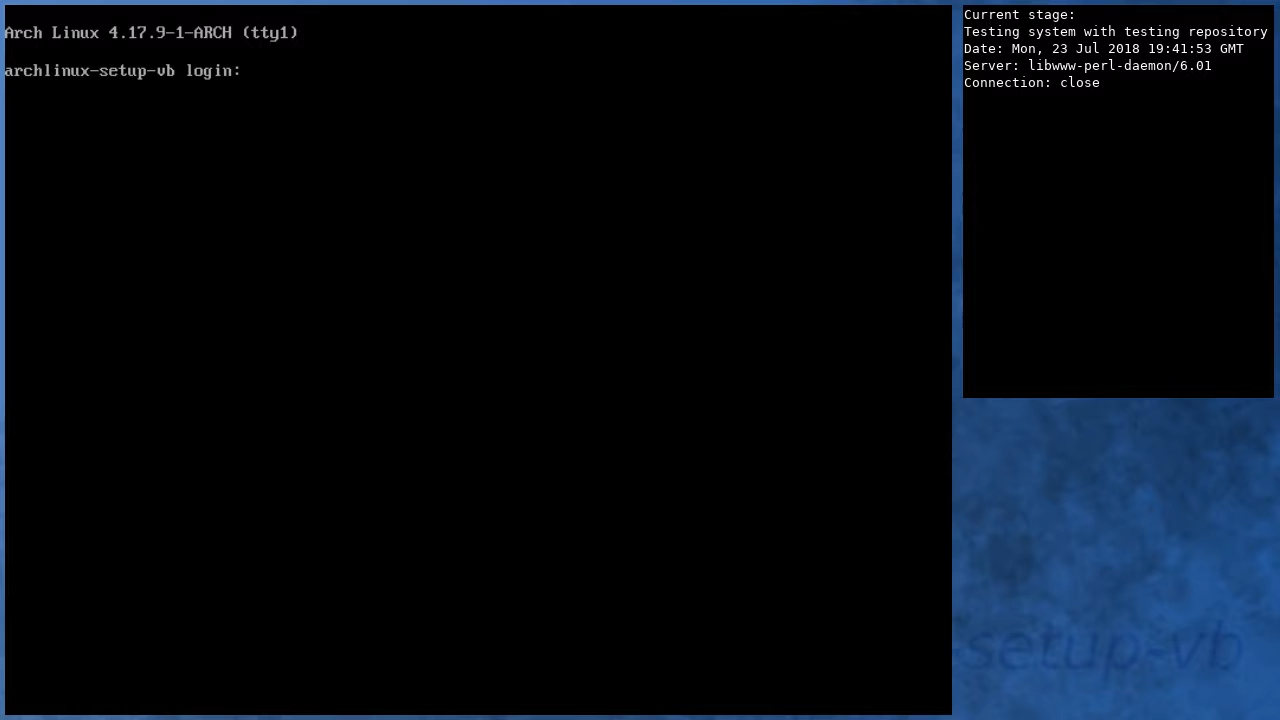 Arch Linux 4.17.9-1-ARCH (tty1)
archlinux-setup-vb login:
Current stage:
Testing system with testing repository
Date: Mon, 23 Jul 2018 19:41:53 GMT
Server: libwww-perl-daemon/6.01
Connection: close
-setup-vb